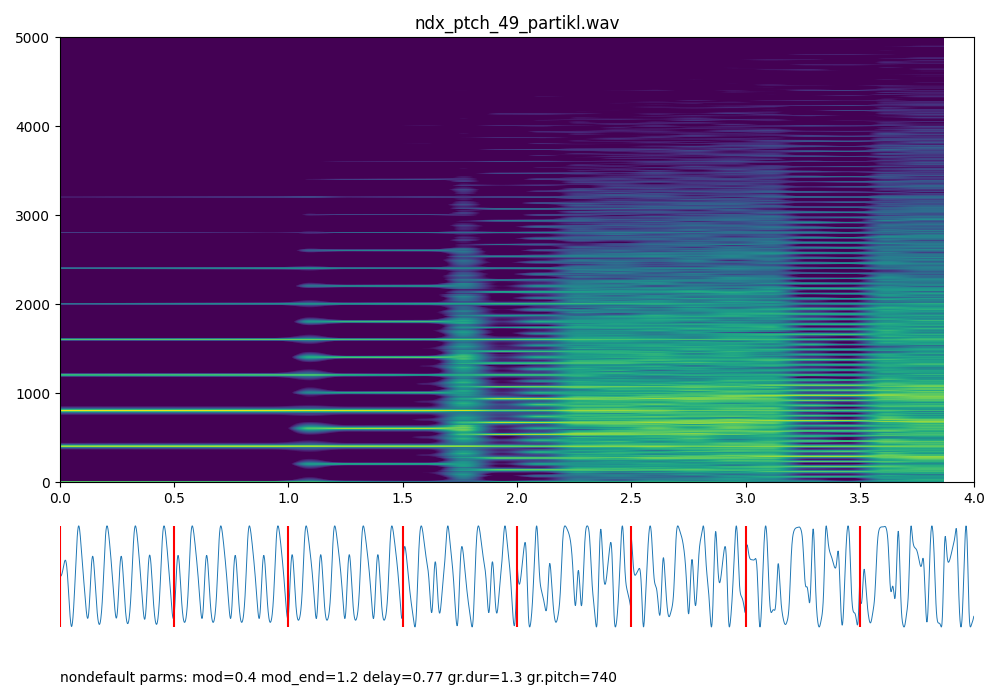 ndx_ptch_49_partikl.wav
5000
4000
3000
2000
1000
0
0.0 0.5 1.0 1.5 2.0 2.5 3.0 3.5 4.0
nondefault parms: mod=0.4 mod_end=1.2 delay=0.77 gr.dur=1.3 gr.pitch=740